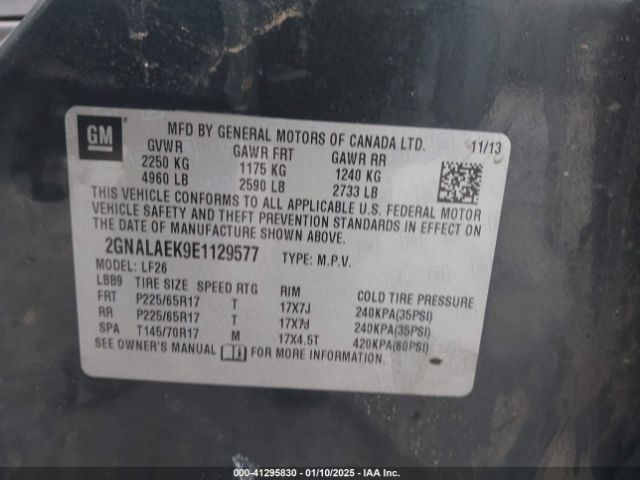 GM
MFD BY GENERAL MOTORS OF CANADA LTD.
11/13
GVWR GAWR FRT GAWR RR
2250 KG 1175 KG 1240 KG
4960 LB 2590 LB 2733 LB
THIS VEHICLE CONFORMS TO ALL APPLICABLE U.S. FEDERAL MOTOR
VEHICLE SAFETY AND THEFT PREVENTION STANDARDS IN EFFECT ON
THE DATE OF MANUFACTURE SHOWN ABOVE.
2GNALAEK9E1129577 TYPE: M.P.V.
MODEL: LF26
LBB9 TIRE SIZE SPEED RTG RIM COLD TIRE PRESSURE
FRT P225/65R17 T 17X7J 240KPA(35PSI)
RR P225/65R17 T 17X7J 240KPA(35PSI)
SPA T145/70R17 M 17X4.5T 420KPA(60PSI)
SEE OWNER'S MANUAL FOR MORE INFORMATION.
000-41295830 - 01/10/2025 - IAA Inc.